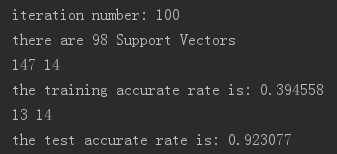 iteration number: 100
there are 98 Support Vectors
147 14
the training accurate rate is: 0.394558
13 14
the test accurate rate is: 0.923077